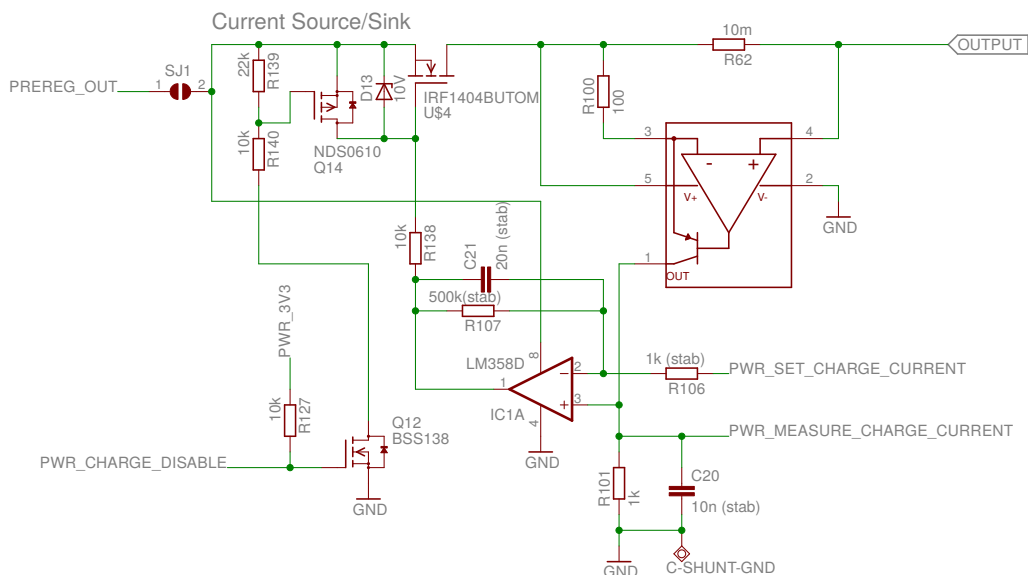 Current Source/Sink
PREREG_OUT
SJ1
1
2
22k
R139
D13
10V
IRF1404BUTOM
U$4
10m
R62
OUTPUT
R100
100
10k
R140
NDS0610
Q14
3
4
5
2
1
-
+
V+
V-
OUT
GND
10k
R138
C21
20n (stab)
500k(stab)
R107
PWR_3V3
LM358D
8
1
2
3
4
−
+
IC1A
GND
1k (stab)
R106
PWR_SET_CHARGE_CURRENT
PWR_MEASURE_CHARGE_CURRENT
10k
R127
Q12
BSS138
PWR_CHARGE_DISABLE
GND
R101
1k
C20
10n (stab)
GND
C-SHUNT-GND